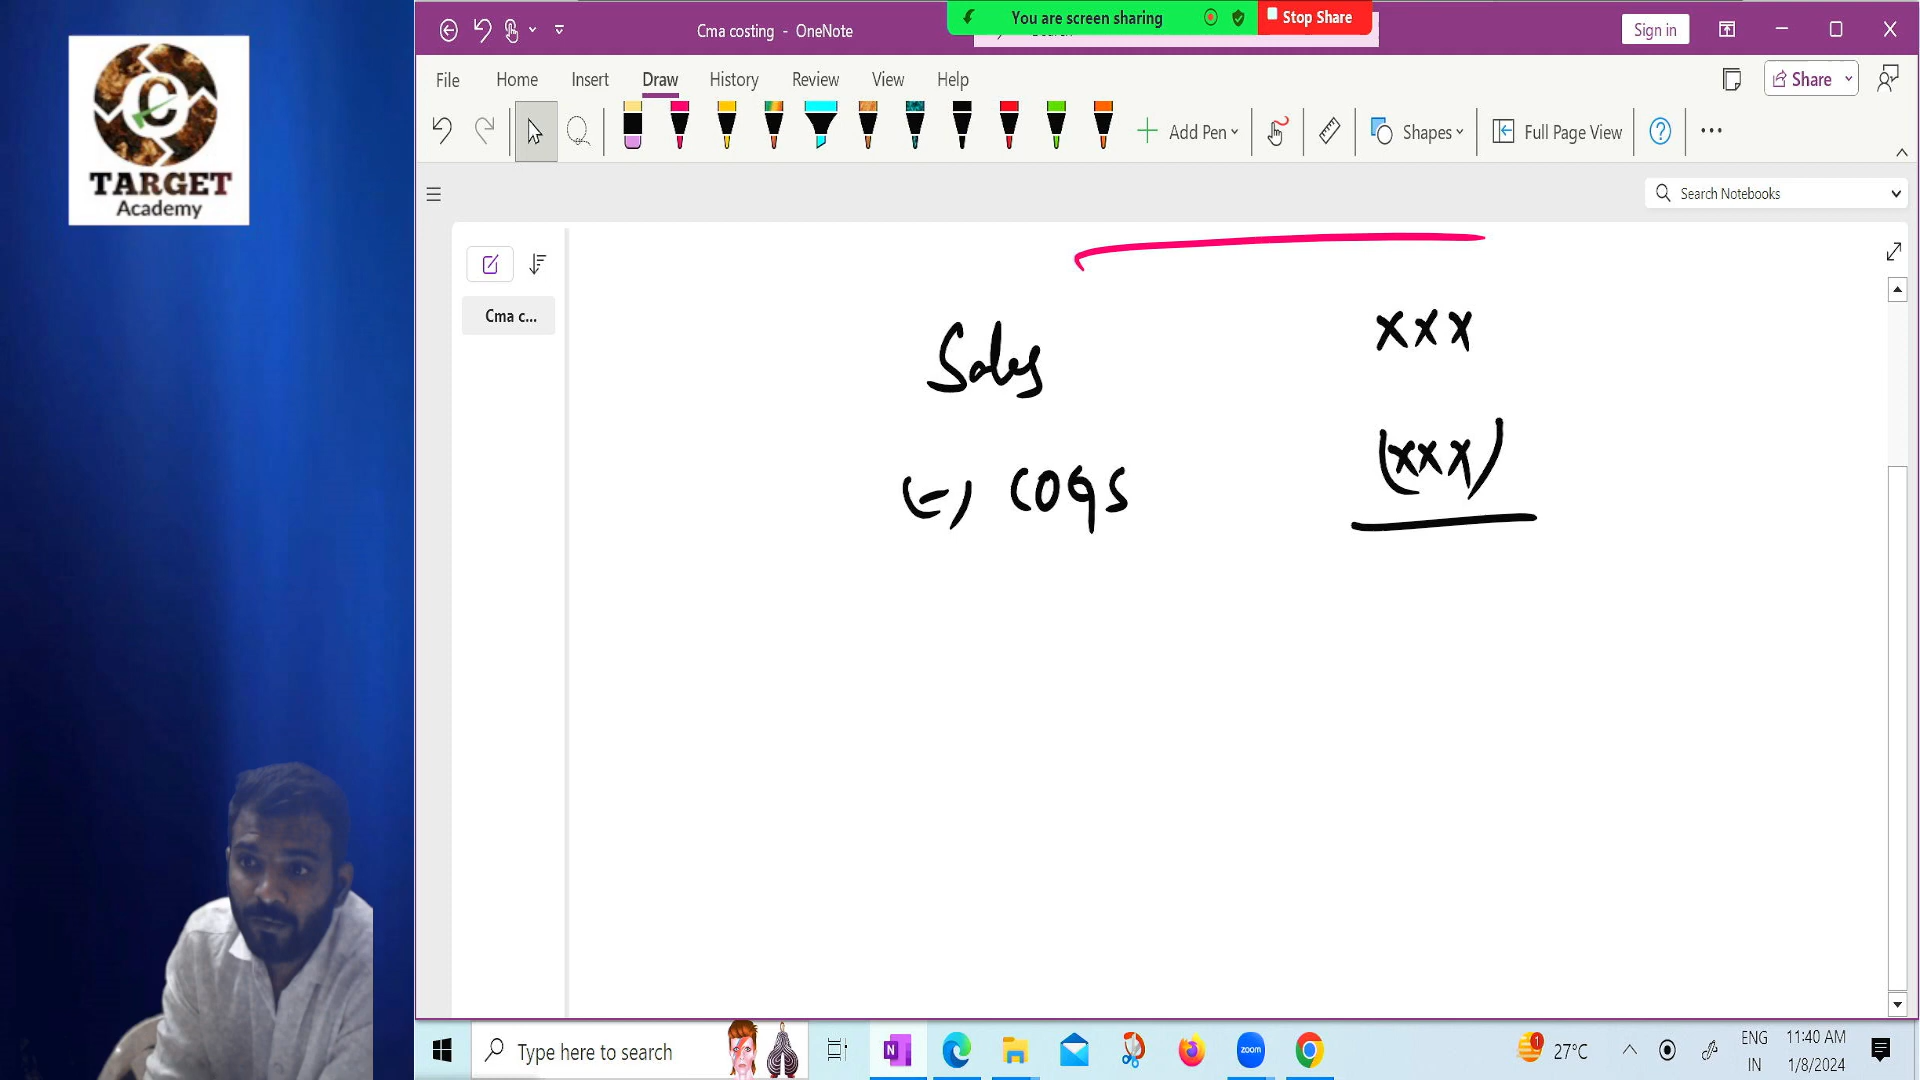 You are screen sharing
Stop Share
Cma costing - OneNote
Sign in
File Home Insert Draw History Review View Help
Share
Add Pen
Shapes
Full Page View
Search Notebooks
Cma c...
C
TARGET
Academy
Sales xxx
(-) COGS (xxx)
Type here to search
N
zoom
1
27°C
ENG
IN
11:40 AM
1/8/2024